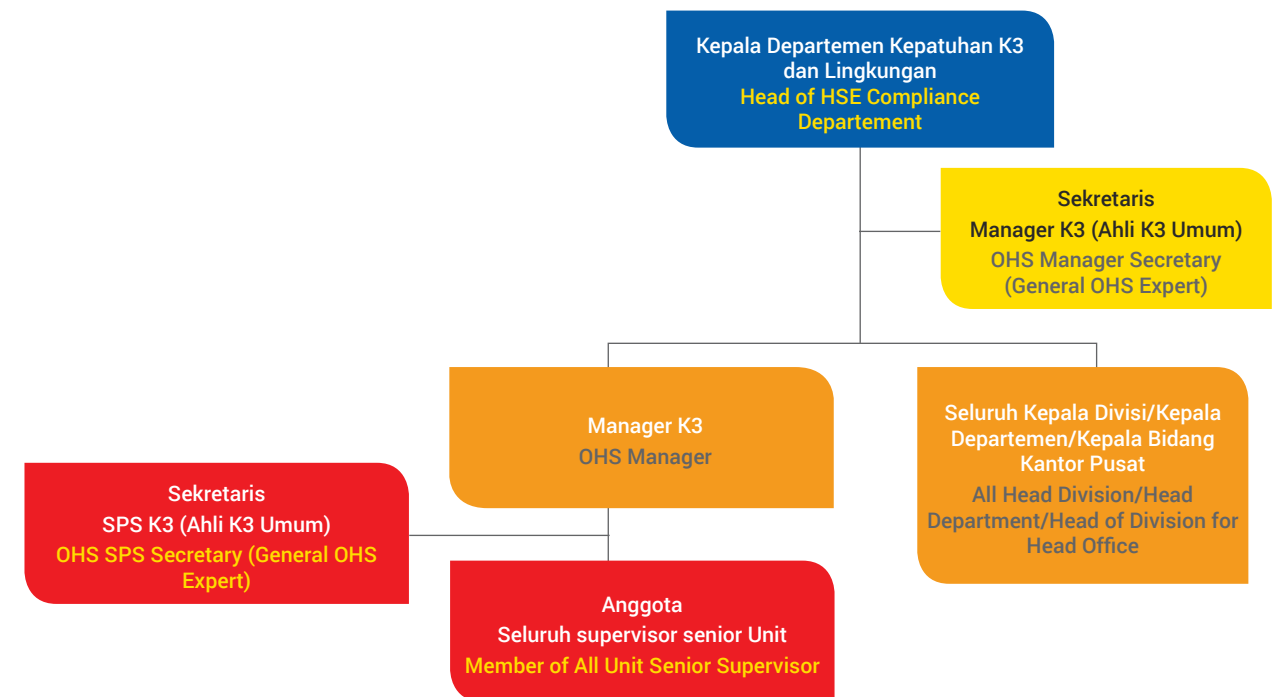 Kepala Departemen Kepatuhan K3
dan Lingkungan
Head of HSE Compliance
Departement
Sekretaris
Manager K3 (Ahli K3 Umum)
OHS Manager Secretary
(General OHS Expert)
Manager K3
OHS Manager
Seluruh Kepala Divisi/Kepala
Departemen/Kepala Bidang
Kantor Pusat
All Head Division/Head
Department/Head of Division for
Head Office
Sekretaris
SPS K3 (Ahli K3 Umum)
OHS SPS Secretary (General OHS
Expert)
Anggota
Seluruh supervisor senior Unit
Member of All Unit Senior Supervisor